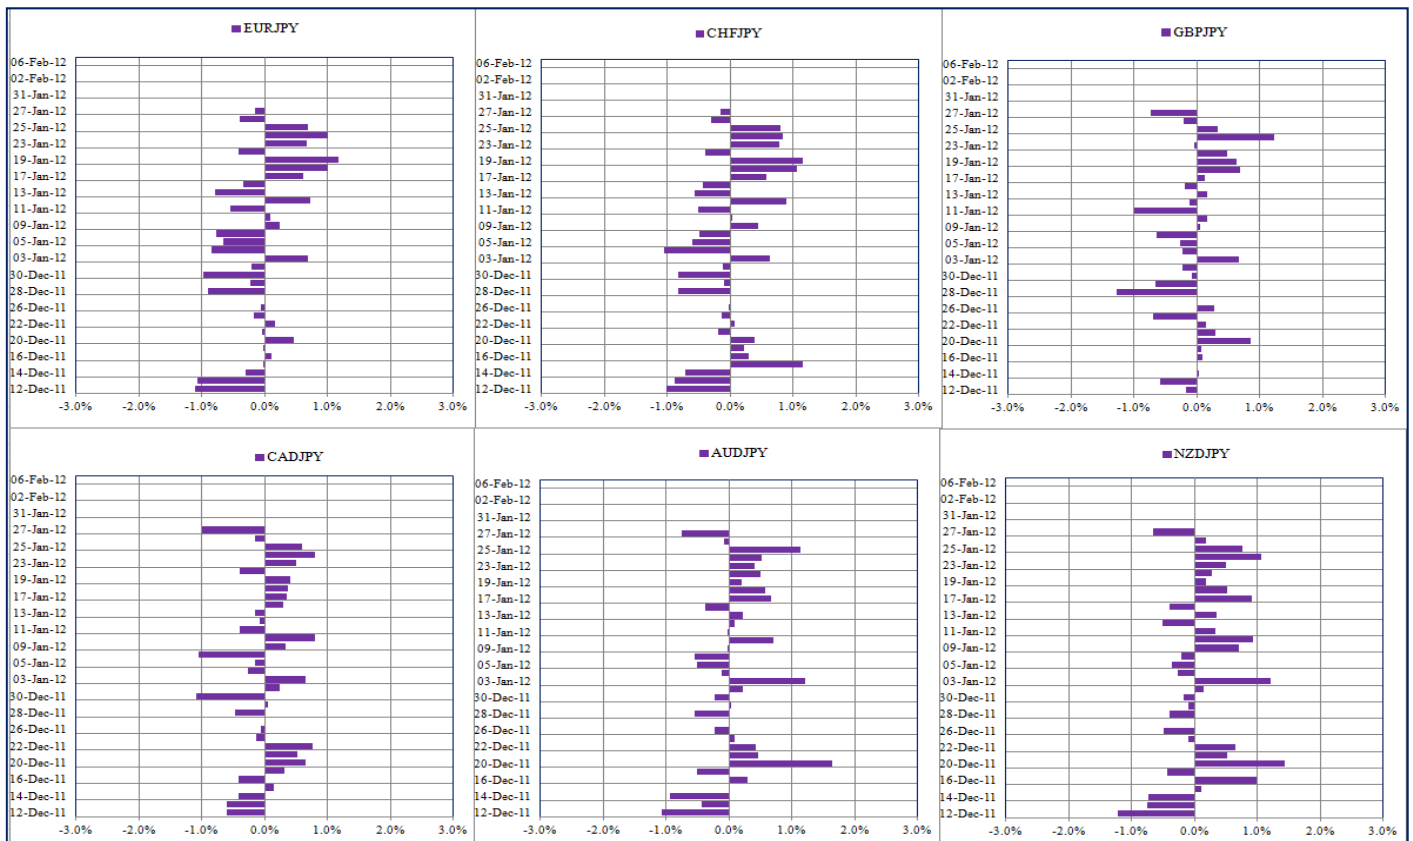 EURJPY
06-Feb-12
02-Feb-12
31-Jan-12
27-Jan-12
25-Jan-12
23-Jan-12
19-Jan-12
17-Jan-12
13-Jan-12
11-Jan-12
09-Jan-12
05-Jan-12
03-Jan-12
30-Dec-11
28-Dec-11
26-Dec-11
22-Dec-11
20-Dec-11
16-Dec-11
14-Dec-11
12-Dec-11
-3.0% -2.0% -1.0% 0.0% 1.0% 2.0% 3.0%
CHFJPY
06-Feb-12
02-Feb-12
31-Jan-12
27-Jan-12
25-Jan-12
23-Jan-12
19-Jan-12
17-Jan-12
13-Jan-12
11-Jan-12
09-Jan-12
05-Jan-12
03-Jan-12
30-Dec-11
28-Dec-11
26-Dec-11
22-Dec-11
20-Dec-11
16-Dec-11
14-Dec-11
12-Dec-11
-3.0% -2.0% -1.0% 0.0% 1.0% 2.0% 3.0%
GBPJPY
06-Feb-12
02-Feb-12
31-Jan-12
27-Jan-12
25-Jan-12
23-Jan-12
19-Jan-12
17-Jan-12
13-Jan-12
11-Jan-12
09-Jan-12
05-Jan-12
03-Jan-12
30-Dec-11
28-Dec-11
26-Dec-11
22-Dec-11
20-Dec-11
16-Dec-11
14-Dec-11
12-Dec-11
-3.0% -2.0% -1.0% 0.0% 1.0% 2.0% 3.0%
CADJPY
06-Feb-12
02-Feb-12
31-Jan-12
27-Jan-12
25-Jan-12
23-Jan-12
19-Jan-12
17-Jan-12
13-Jan-12
11-Jan-12
09-Jan-12
05-Jan-12
03-Jan-12
30-Dec-11
28-Dec-11
26-Dec-11
22-Dec-11
20-Dec-11
16-Dec-11
14-Dec-11
12-Dec-11
-3.0% -2.0% -1.0% 0.0% 1.0% 2.0% 3.0%
AUDJPY
06-Feb-12
02-Feb-12
31-Jan-12
27-Jan-12
25-Jan-12
23-Jan-12
19-Jan-12
17-Jan-12
13-Jan-12
11-Jan-12
09-Jan-12
05-Jan-12
03-Jan-12
30-Dec-11
28-Dec-11
26-Dec-11
22-Dec-11
20-Dec-11
16-Dec-11
14-Dec-11
12-Dec-11
-3.0% -2.0% -1.0% 0.0% 1.0% 2.0% 3.0%
NZDJPY
06-Feb-12
02-Feb-12
31-Jan-12
27-Jan-12
25-Jan-12
23-Jan-12
19-Jan-12
17-Jan-12
13-Jan-12
11-Jan-12
09-Jan-12
05-Jan-12
03-Jan-12
30-Dec-11
28-Dec-11
26-Dec-11
22-Dec-11
20-Dec-11
16-Dec-11
14-Dec-11
12-Dec-11
-3.0% -2.0% -1.0% 0.0% 1.0% 2.0% 3.0%